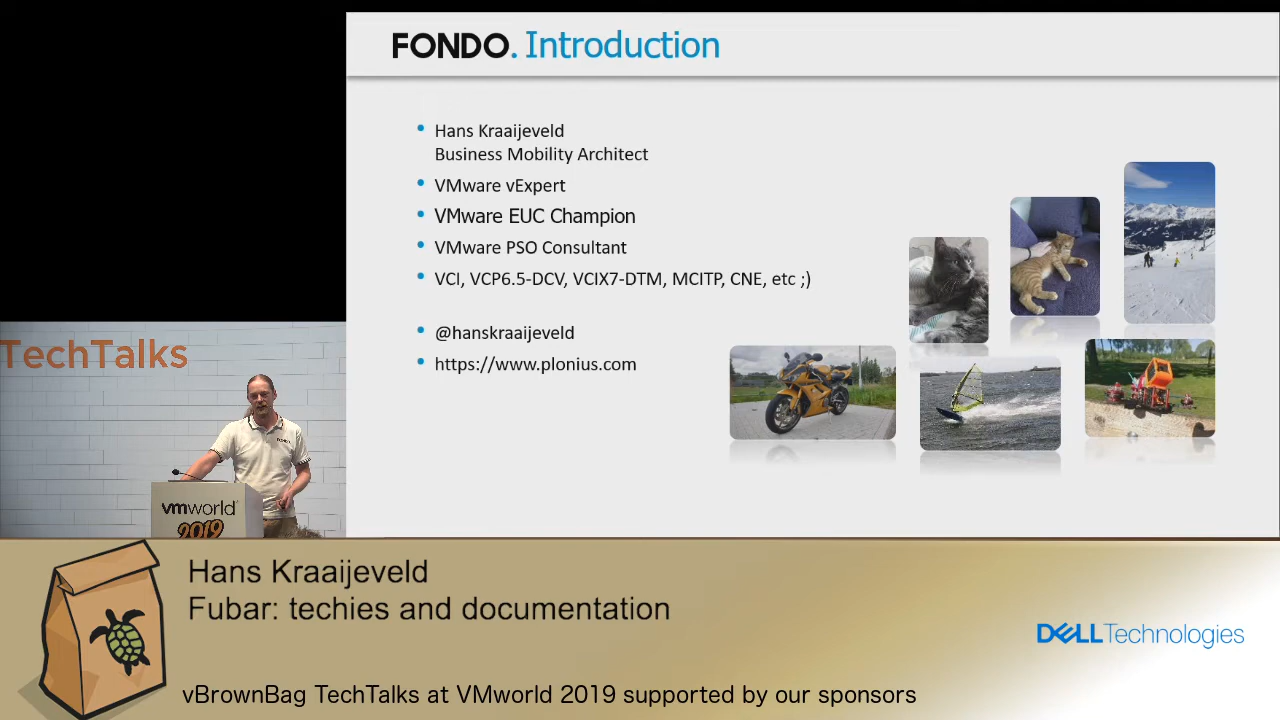 FONDO. Introduction
Hans Kraaijeveld
Business Mobility Architect
VMware vExpert
VMware EUC Champion
VMware PSO Consultant
VCI, VCP6.5-DCV, VCIX7-DTM, MCITP, CNE, etc ;)
@hanskraaijeveld
https://www.plonius.com
TechTalks
FONDO
vmworld
2019
Hans Kraaijeveld
Fubar: techies and documentation
DELLTechnologies
vBrownBag TechTalks at VMworld 2019 supported by our sponsors